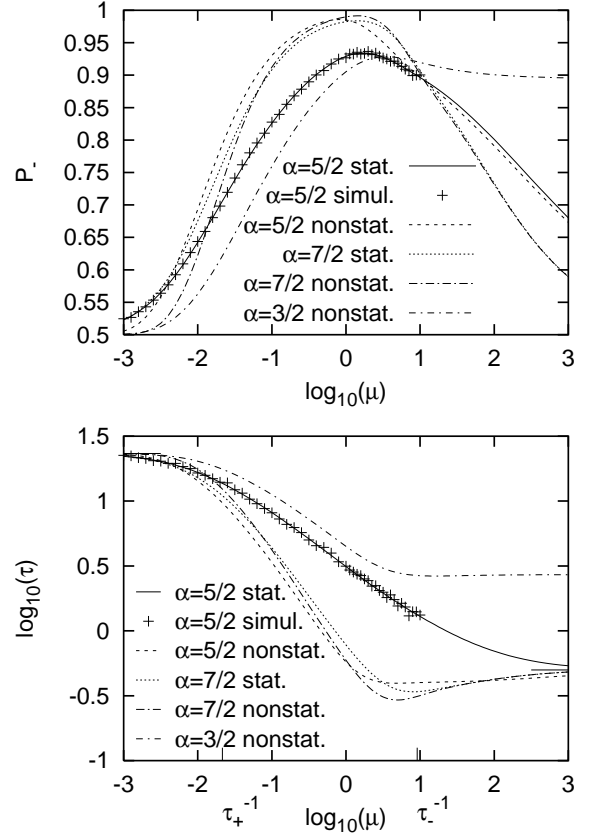 1
0.95
0.9
0.85
0.8
0.75
0.7
0.65
0.6
0.55
0.5
P-
α=5/2 stat.
α=5/2 simul.
α=5/2 nonstat.
α=7/2 stat.
α=7/2 nonstat.
α=3/2 nonstat.
-3 -2 -1 0 1 2 3
log10(μ)
1.5
1
0.5
0
-0.5
-1
log10(τ)
α=5/2 stat.
α=5/2 simul.
α=5/2 nonstat.
α=7/2 stat.
α=7/2 nonstat.
α=3/2 nonstat.
-3 -2 -1 0 1 2 3
τ+-1 log10(μ) τ--1